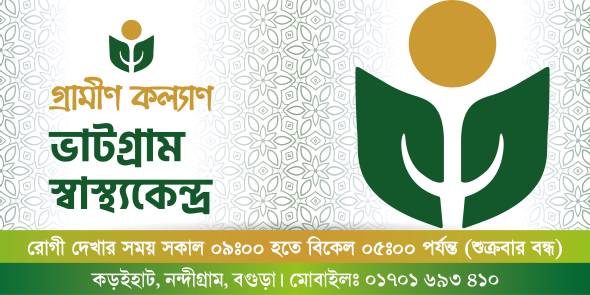 গ্রামীণ কল্যাণ
ভাটগ্রাম
স্বাস্থ্যকেন্দ্র
রোগী দেখার সময় সকাল ০৯ঃ০০ হতে বিকেল ০৫ঃ০০ পর্যন্ত (শুক্রবার বন্ধ)
কড়ইহাট, নন্দীগ্রাম, বগুড়া। মোবাইলঃ ০১৭০১ ৬৯৩ ৪১০